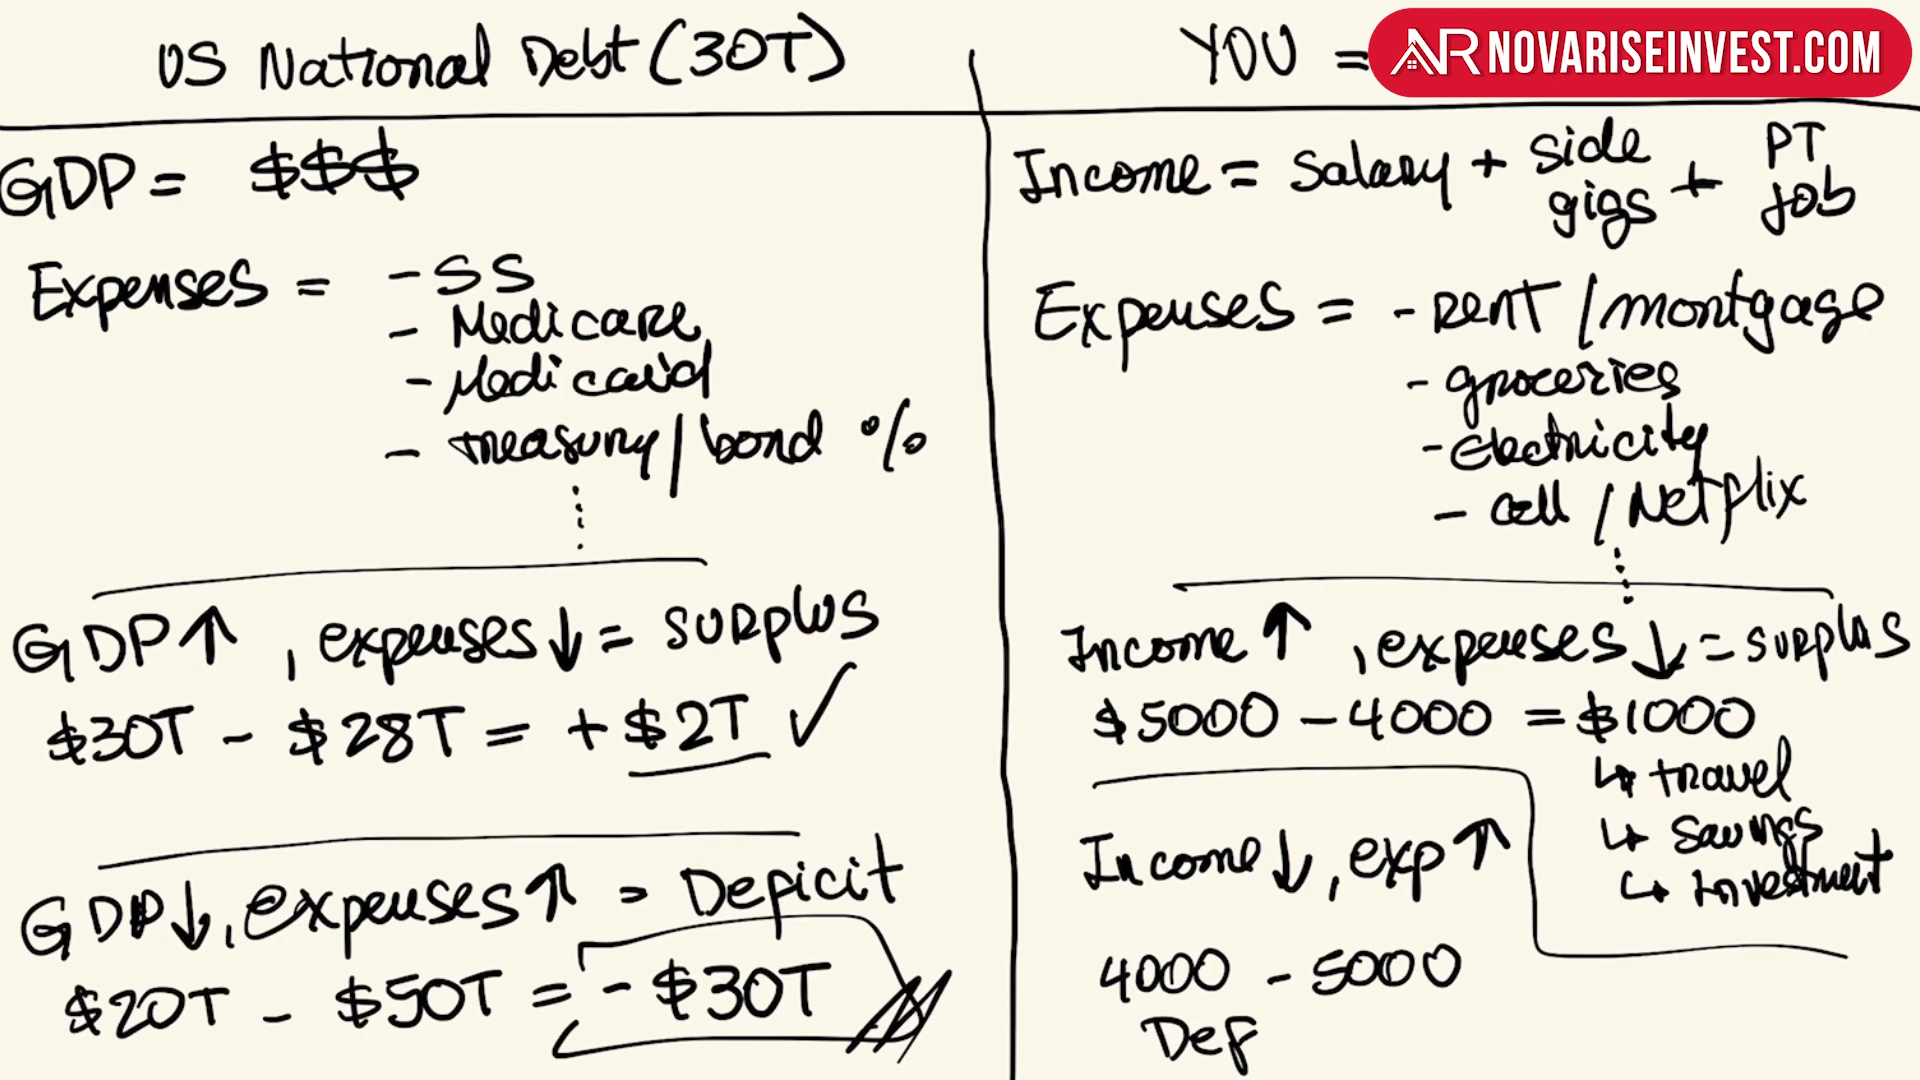 US National Debt (30T)
GDP = $$$
Expenses = - SS
- Medicare
- Medicaid
- treasury / bond %
GDP ↑ , expenses ↓ = surplus
$30T - $28T = + $2T ✓
GDP ↓ , expenses ↑ = Deficit
$20T - $50T = - $30T
YOU =
NR NOVARISEINVEST.COM
Income = salary + side gigs + PT job
Expenses = - rent / mortgage
- groceries
- Electricity
- cell / Netflix
Income ↑ , expenses ↓ = surplus
$5000 - 4000 = $1000
↳ travel
↳ savings
↳ investment
Income ↓ , exp ↑
4000 - 5000
Def